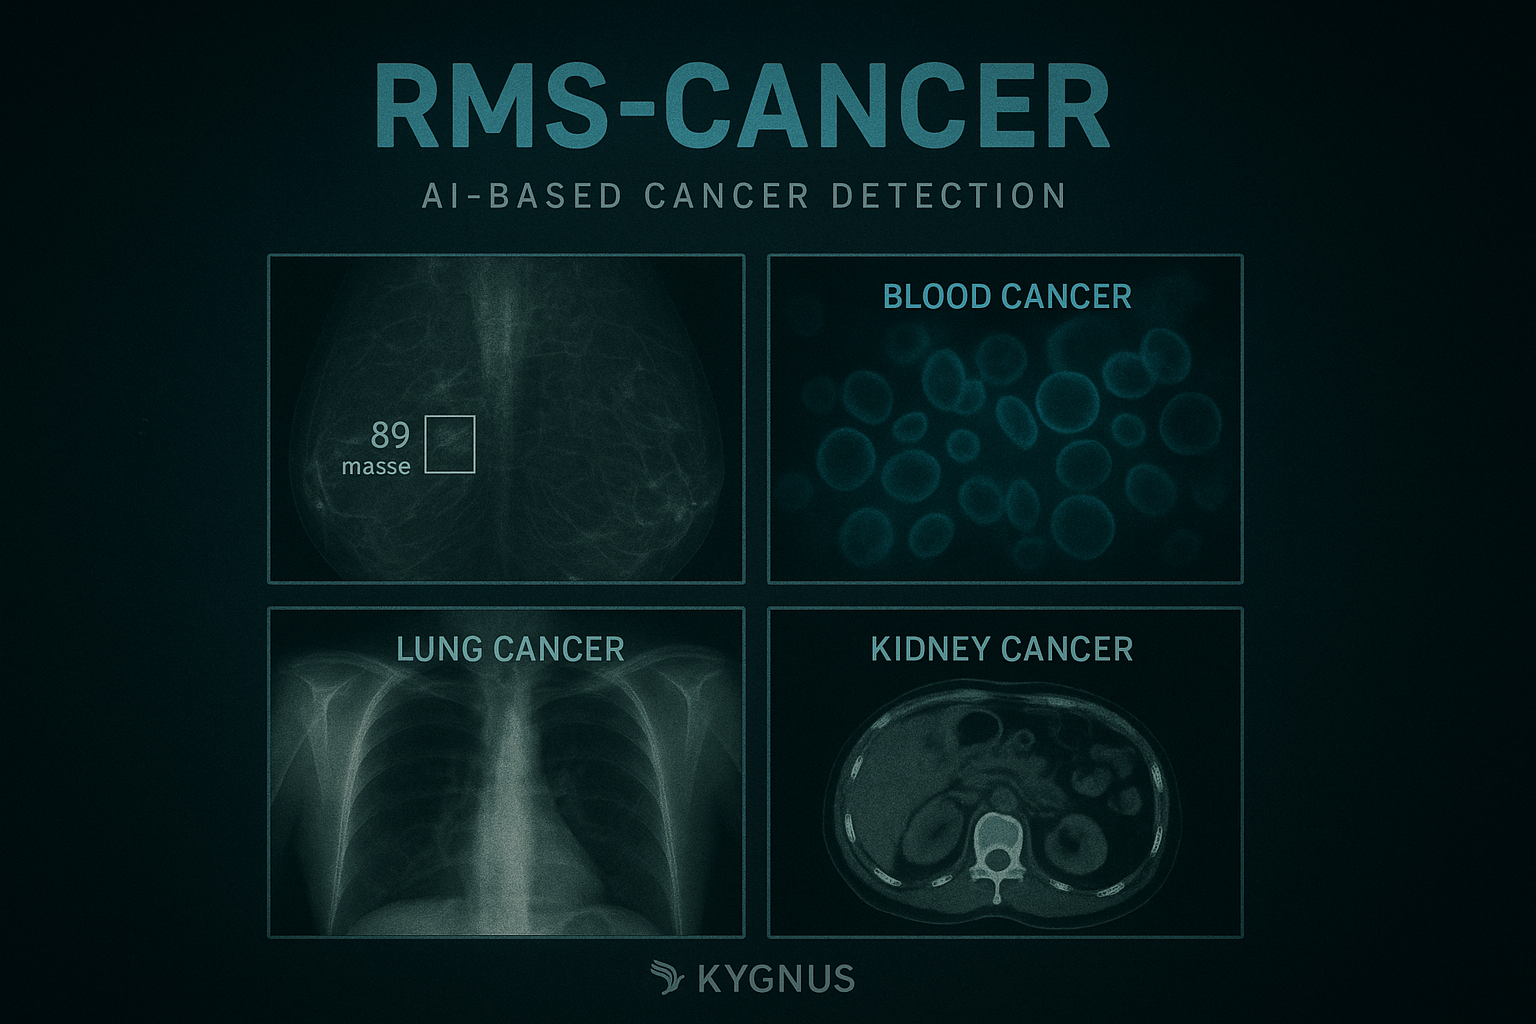 RMS-CANCER
AI-BASED CANCER DETECTION
89
masse
BLOOD CANCER
LUNG CANCER
KIDNEY CANCER
KYGNUS